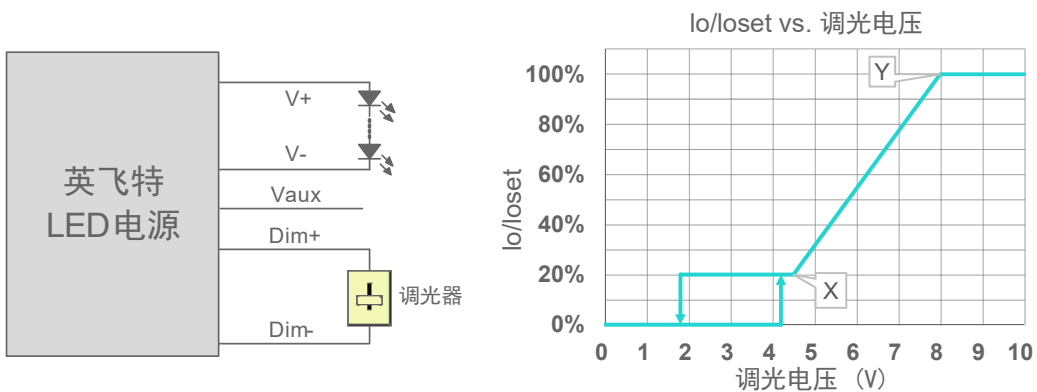 英飞特
LED电源
V+
V-
Vaux
Dim+
调光器
Dim-
Io/Ioset vs. 调光电压
Io/Ioset
100%
80%
60%
40%
20%
0%
Y
X
0 1 2 3 4 5 6 7 8 9 10
调光电压 (V)